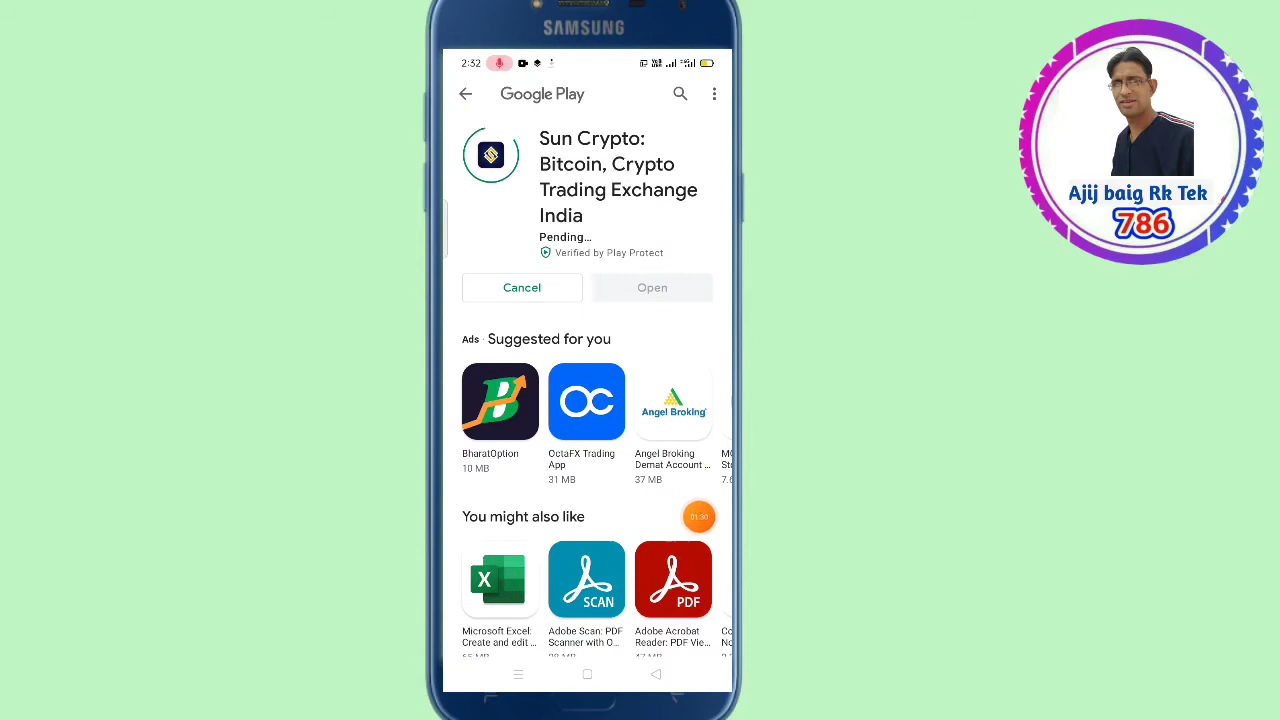 SAMSUNG
2:32
Google Play
Sun Crypto:
Bitcoin, Crypto
Trading Exchange
India
Pending...
Verified by Play Protect
Cancel
Open
Ads · Suggested for you
BharatOption
10 MB
OctaFX Trading
App
31 MB
Angel Broking
Angel Broking
Demat Account ...
37 MB
You might also like
01:30
X
SCAN
PDF
Microsoft Excel:
Create and edit ...
Adobe Scan: PDF
Scanner with O...
Adobe Acrobat
Reader: PDF Vie...
Ajij baig Rk Tek
786